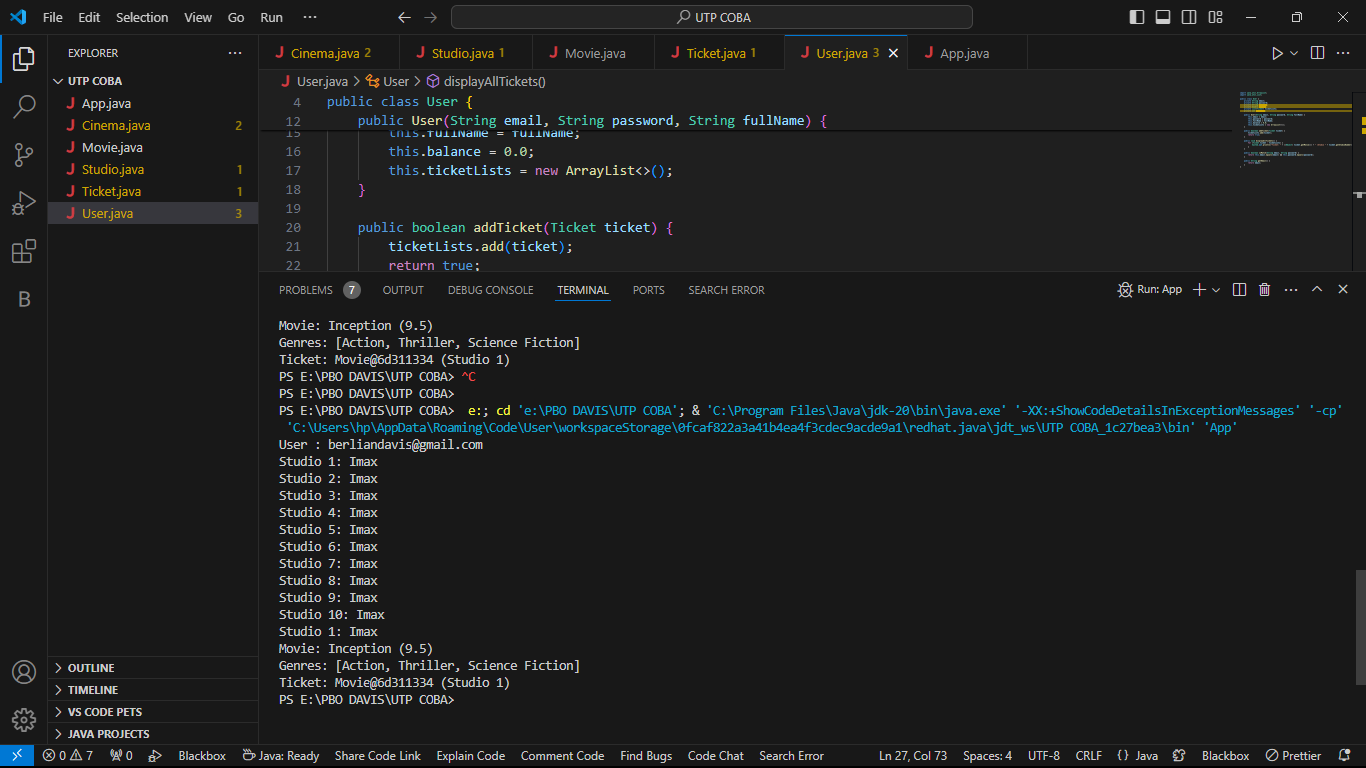 File Edit Selection View Go Run ··· UTP COBA
EXPLORER ···
UTP COBA
App.java
Cinema.java 2
Movie.java
Studio.java 1
Ticket.java 1
User.java 3
OUTLINE
TIMELINE
VS CODE PETS
JAVA PROJECTS
Cinema.java 2 Studio.java 1 Movie.java Ticket.java 1 User.java 3 App.java
User.java > User > displayAllTickets()
4 public class User {
12 public User(String email, String password, String fullName) {
15 this.fullName = fullName;
16 this.balance = 0.0;
17 this.ticketLists = new ArrayList<>();
18 }
19
20 public boolean addTicket(Ticket ticket) {
21 ticketLists.add(ticket);
22 return true;
PROBLEMS 7 OUTPUT DEBUG CONSOLE TERMINAL PORTS SEARCH ERROR Run: App
Movie: Inception (9.5)
Genres: [Action, Thriller, Science Fiction]
Ticket: Movie@6d311334 (Studio 1)
PS E:\PBO DAVIS\UTP COBA> ^C
PS E:\PBO DAVIS\UTP COBA>
PS E:\PBO DAVIS\UTP COBA>  e:; cd 'e:\PBO DAVIS\UTP COBA'; & 'C:\Program Files\Java\jdk-20\bin\java.exe' '-XX:+ShowCodeDetailsInExceptionMessages' '-cp'
'C:\Users\hp\AppData\Roaming\Code\User\workspaceStorage\0fcaf822a3a41b4ea4f3cdec9acde9a1\redhat.java\jdt_ws\UTP COBA_1c27bea3\bin' 'App'
User : berliandavis@gmail.com
Studio 1: Imax
Studio 2: Imax
Studio 3: Imax
Studio 4: Imax
Studio 5: Imax
Studio 6: Imax
Studio 7: Imax
Studio 8: Imax
Studio 9: Imax
Studio 10: Imax
Studio 1: Imax
Movie: Inception (9.5)
Genres: [Action, Thriller, Science Fiction]
Ticket: Movie@6d311334 (Studio 1)
PS E:\PBO DAVIS\UTP COBA>
0 7 0 Blackbox Java: Ready Share Code Link Explain Code Comment Code Find Bugs Code Chat Search Error Ln 27, Col 73 Spaces: 4 UTF-8 CRLF {} Java Blackbox Prettier